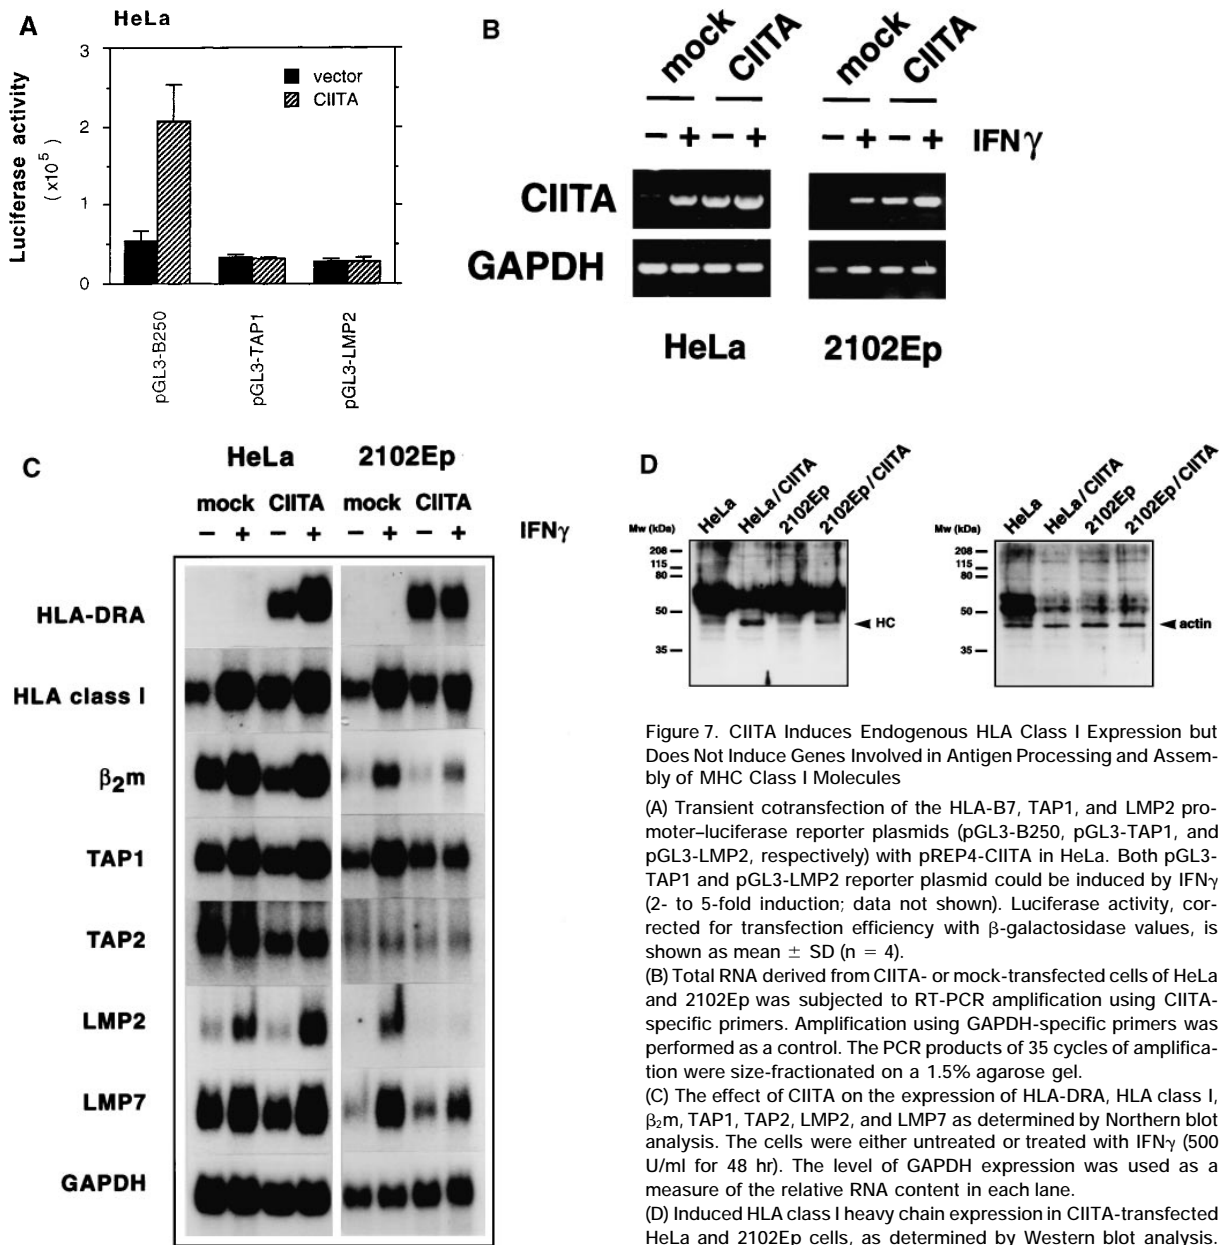 A
HeLa
Luciferase activity
(x10⁵)
3
2
1
0
vector
CIITA
pGL3-B250
pGL3-TAP1
pGL3-LMP2
B
mock CIITA mock CIITA
− + − + − + − + IFNγ
CIITA
GAPDH
HeLa 2102Ep
C
HeLa 2102Ep
mock CIITA mock CIITA
− + − + − + − + IFNγ
HLA-DRA
HLA class I
β₂m
TAP1
TAP2
LMP2
LMP7
GAPDH
D
HeLa HeLa/CIITA 2102Ep 2102Ep/CIITA
Mw (kDa)
208
115
80
50
35
HC
HeLa HeLa/CIITA 2102Ep 2102Ep/CIITA
Mw (kDa)
208
115
80
50
35
actin
Figure 7. CIITA Induces Endogenous HLA Class I Expression but
Does Not Induce Genes Involved in Antigen Processing and Assem-
bly of MHC Class I Molecules
(A) Transient cotransfection of the HLA-B7, TAP1, and LMP2 pro-
moter–luciferase reporter plasmids (pGL3-B250, pGL3-TAP1, and
pGL3-LMP2, respectively) with pREP4-CIITA in HeLa. Both pGL3-
TAP1 and pGL3-LMP2 reporter plasmid could be induced by IFNγ
(2- to 5-fold induction; data not shown). Luciferase activity, cor-
rected for transfection efficiency with β-galactosidase values, is
shown as mean ± SD (n = 4).
(B) Total RNA derived from CIITA- or mock-transfected cells of HeLa
and 2102Ep was subjected to RT-PCR amplification using CIITA-
specific primers. Amplification using GAPDH-specific primers was
performed as a control. The PCR products of 35 cycles of amplifica-
tion were size-fractionated on a 1.5% agarose gel.
(C) The effect of CIITA on the expression of HLA-DRA, HLA class I,
β₂m, TAP1, TAP2, LMP2, and LMP7 as determined by Northern blot
analysis. The cells were either untreated or treated with IFNγ (500
U/ml for 48 hr). The level of GAPDH expression was used as a
measure of the relative RNA content in each lane.
(D) Induced HLA class I heavy chain expression in CIITA-transfected
HeLa and 2102Ep cells, as determined by Western blot analysis.